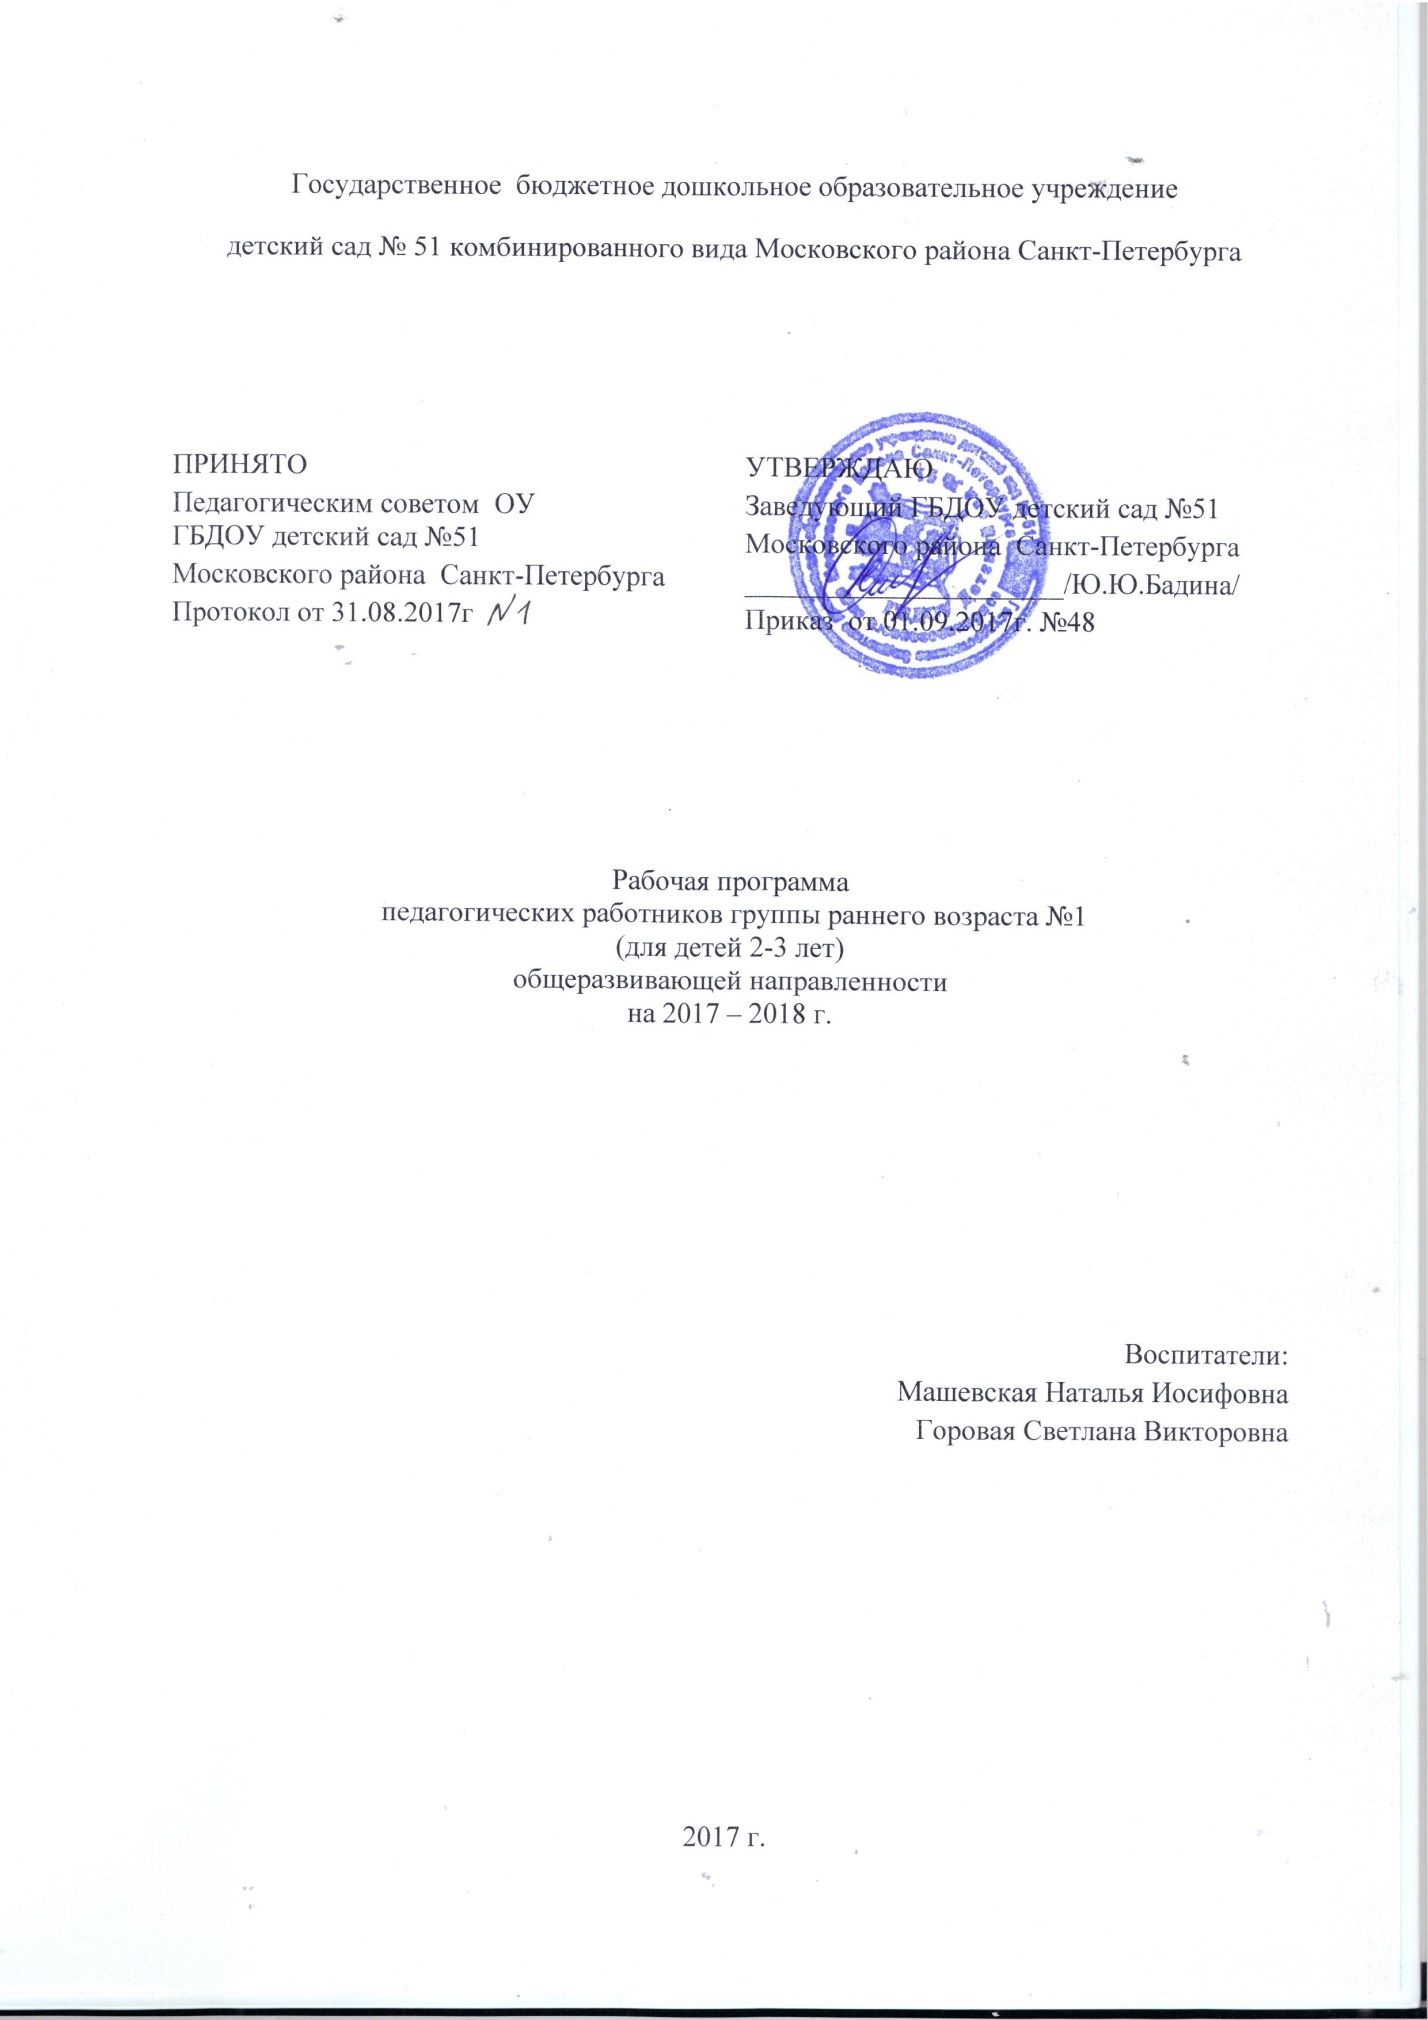 Государственное бюджетное дошкольное образовательное учреждение
детский сад № 51 комбинированного вида Московского района Санкт-Петербурга
ПРИНЯТО
Педагогическим советом ОУ
ГБДОУ детский сад №51
Московского района Санкт-Петербурга
Протокол от 31.08.2017г №1
УТВЕРЖДАЮ
Заведующий ГБДОУ детский сад №51
Московского района Санкт-Петербурга
/Ю.Ю.Бадина/
Приказ от 01.09.2017г. №48
Рабочая программа
педагогических работников группы раннего возраста №1
(для детей 2-3 лет)
общеразвивающей направленности
на 2017 – 2018 г.
Воспитатели:
Машевская Наталья Иосифовна
Горовая Светлана Викторовна
2017 г.